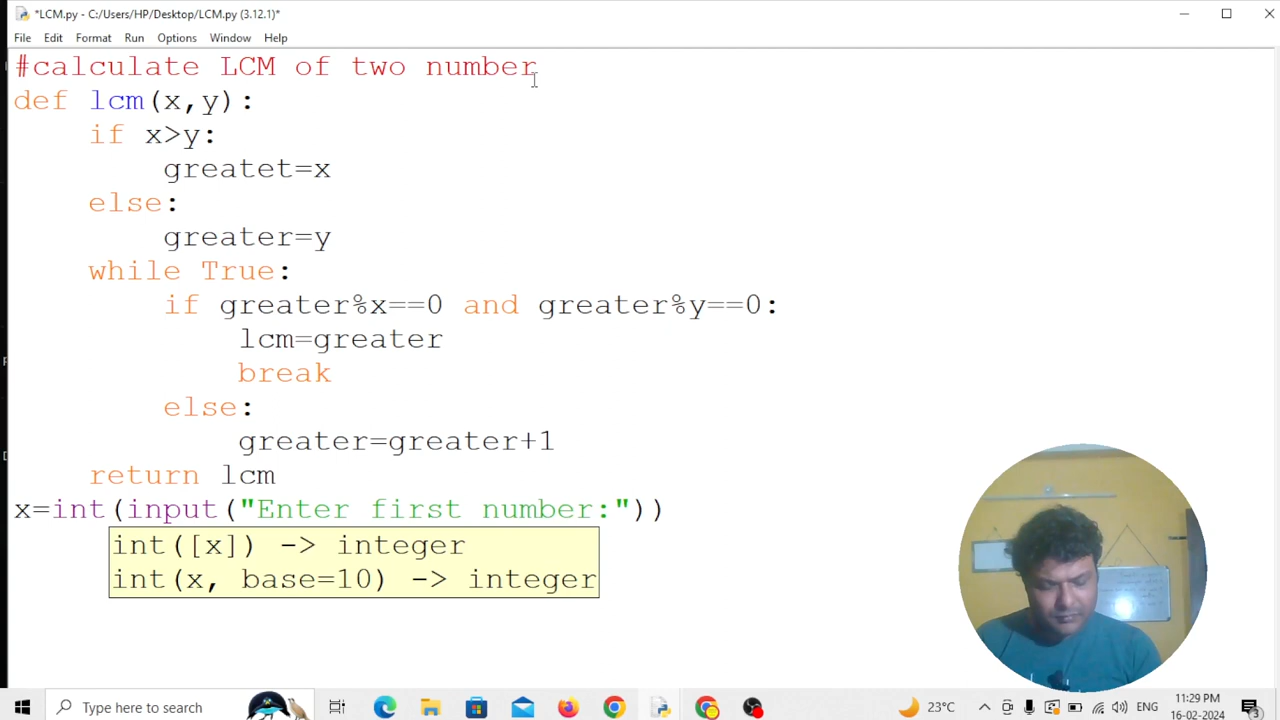 *LCM.py - C:/Users/HP/Desktop/LCM.py (3.12.1)*
File Edit Format Run Options Window Help
#calculate LCM of two number
def lcm(x,y):
if x>y:
greatet=x
else:
greater=y
while True:
if greater%x==0 and greater%y==0:
lcm=greater
break
else:
greater=greater+1
return lcm
x=int(input("Enter first number:"))
int([x]) -> integer
int(x, base=10) -> integer
Type here to search
23°C
ENG
11:29 PM
16-02-2024
3